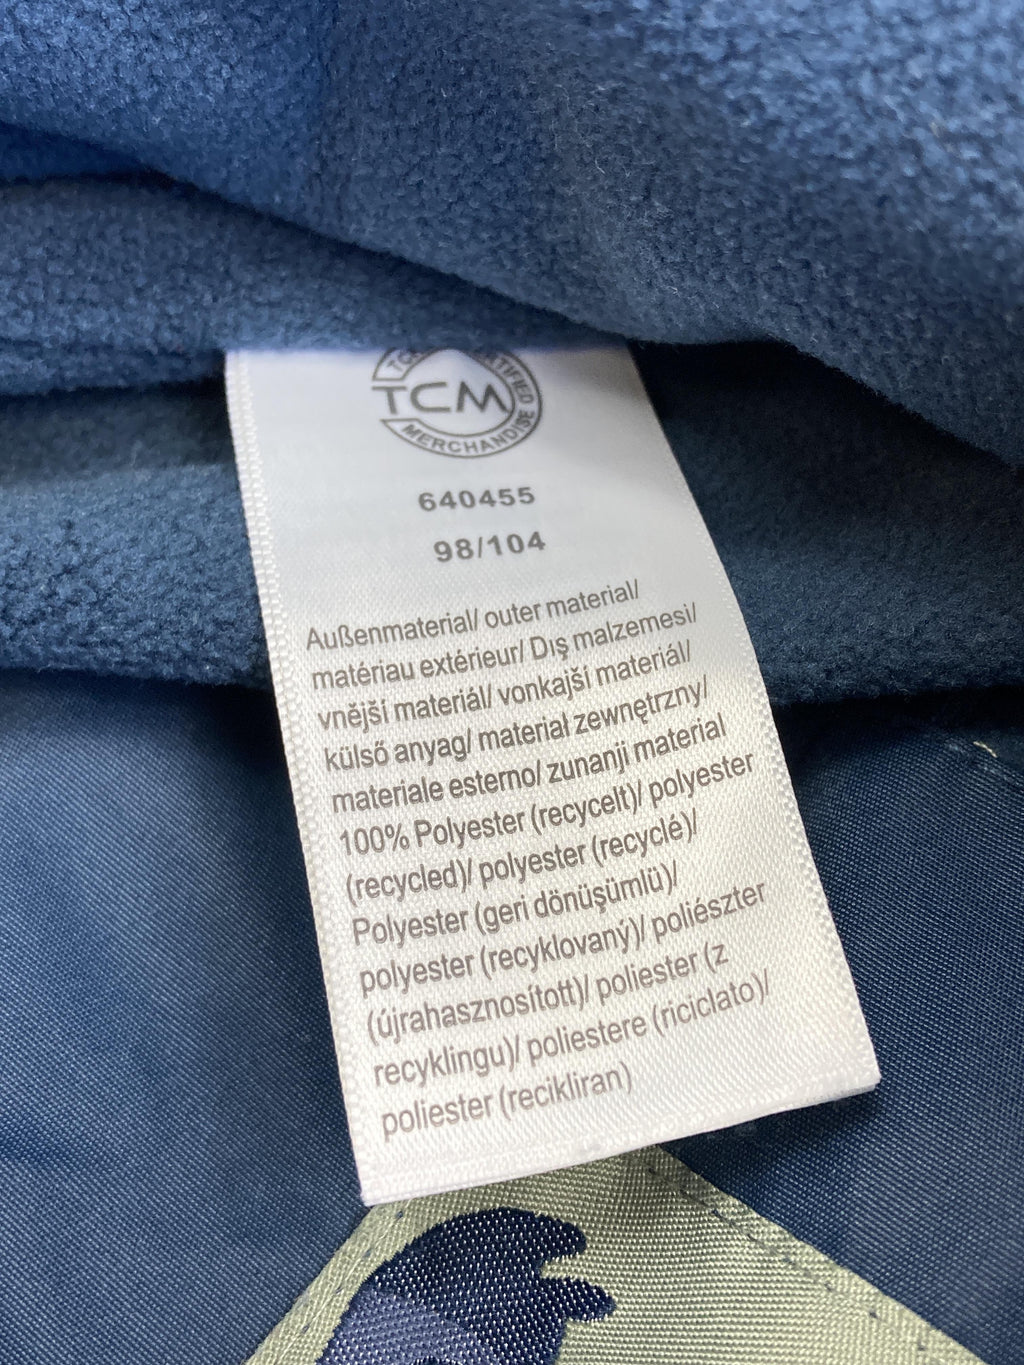 TCM
MERCHANDISE
640455
98/104
Außenmaterial/ outer material/
matériau extérieur/ Dış malzemesi/
vnější materiál/ vonkajší materiál/
külső anyag/ materiał zewnętrzny/
materiale esterno/ zunanji material
100% Polyester (recycelt)/ polyester
(recycled)/ polyester (recyclé)/
Polyester (geri dönüşümlü)/
polyester (recyklovaný)/ poliészter
(újrahasznosított)/ poliester (z
recyklingu)/ poliestere (riciclato)/
poliester (recikliran)